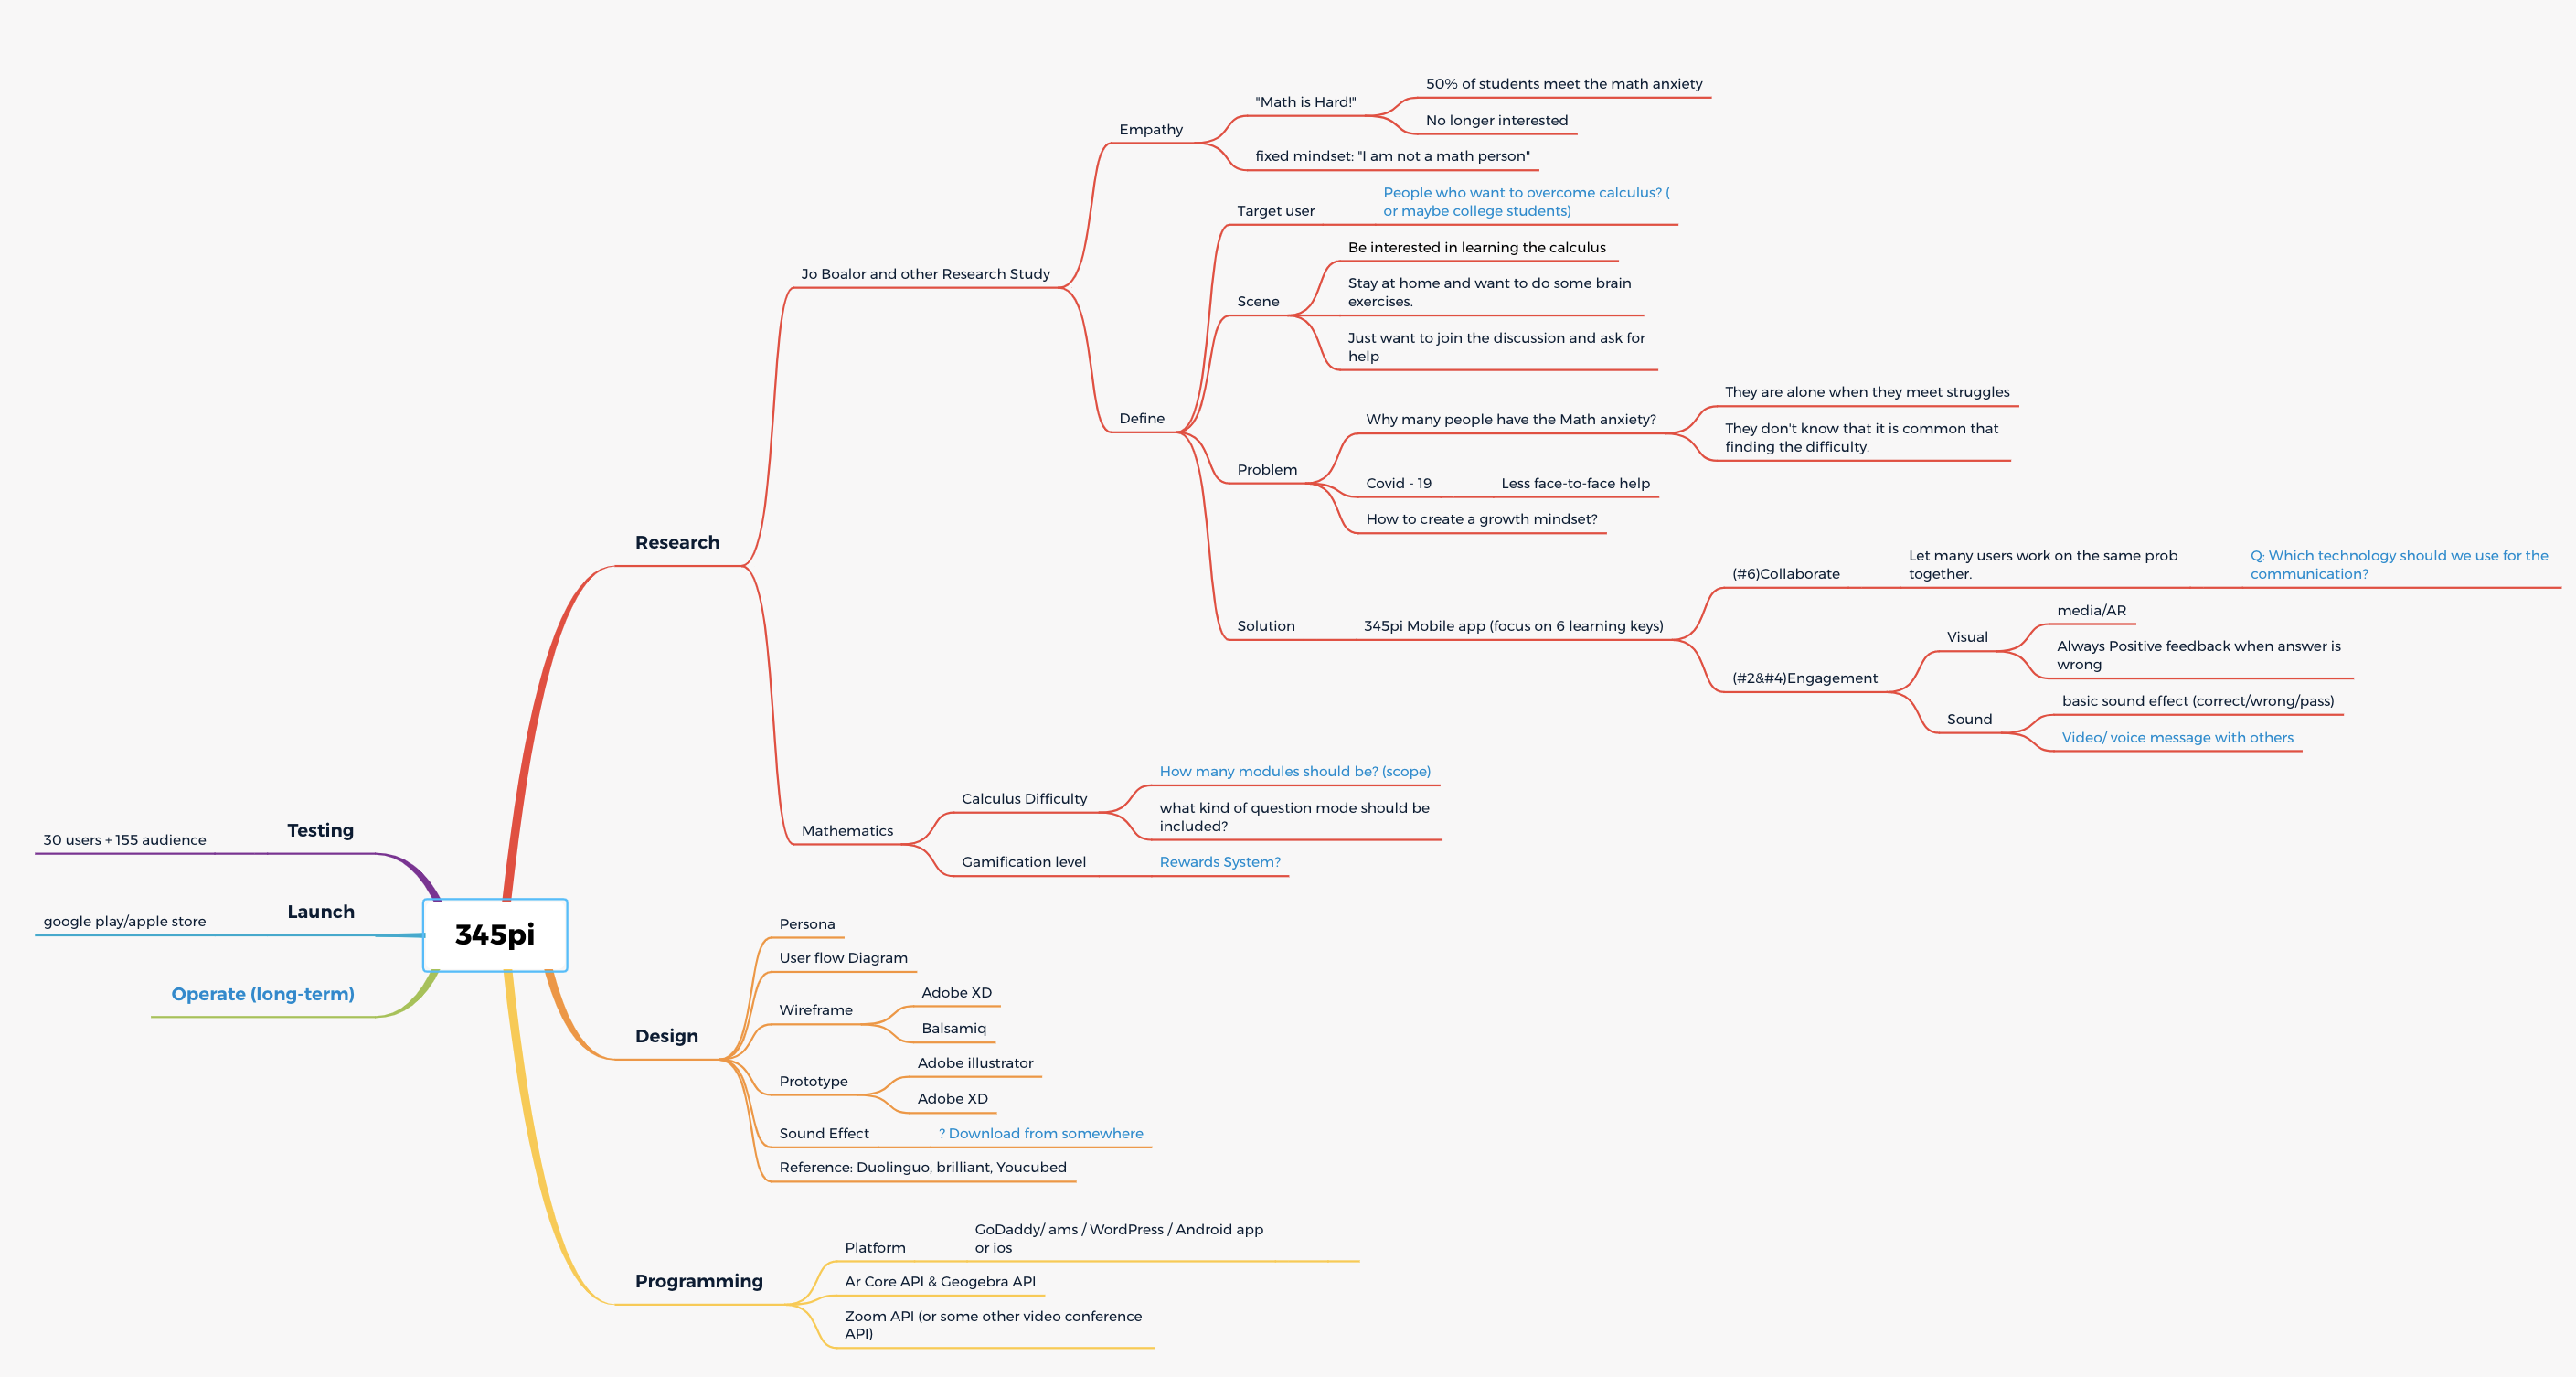 50% of students meet the math anxiety
"Math is Hard!"
No longer interested
Empathy
fixed mindset: "I am not a math person"
People who want to overcome calculus? (
or maybe college students)
Target user
Be interested in learning the calculus
Jo Boalor and other Research Study
Stay at home and want to do some brain
exercises.
Scene
Just want to join the discussion and ask for
help
Define
They are alone when they meet struggles
Why many people have the Math anxiety?
They don't know that it is common that
finding the difficulty.
Problem
Covid - 19
Less face-to-face help
How to create a growth mindset?
Research
Let many users work on the same prob
together.
Q: Which technology should we use for the
communication?
(#6)Collaborate
media/AR
Solution
345pi Mobile app (focus on 6 learning keys)
Visual
Always Positive feedback when answer is
wrong
(#2&#4)Engagement
basic sound effect (correct/wrong/pass)
Sound
Video/ voice message with others
How many modules should be? (scope)
Calculus Difficulty
what kind of question mode should be
included?
Mathematics
Gamification level
Rewards System?
Testing
30 users + 155 audience
Launch
google play/apple store
345pi
Operate (long-term)
Persona
User flow Diagram
Adobe XD
Wireframe
Balsamiq
Design
Adobe illustrator
Prototype
Adobe XD
Sound Effect
? Download from somewhere
Reference: Duolinguo, brilliant, Youcubed
GoDaddy/ ams / WordPress / Android app
or ios
Platform
Programming
Ar Core API & Geogebra API
Zoom API (or some other video conference
API)